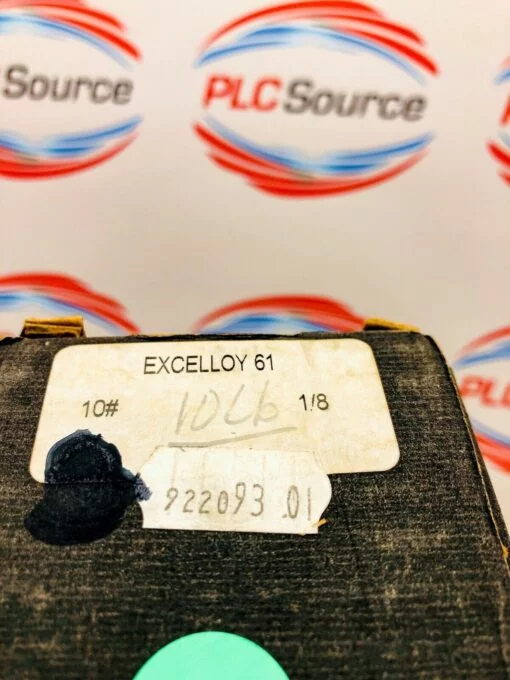 Source
PLC Source
EXCELLOY 61
10# 10Lb 1/8
922093 .01